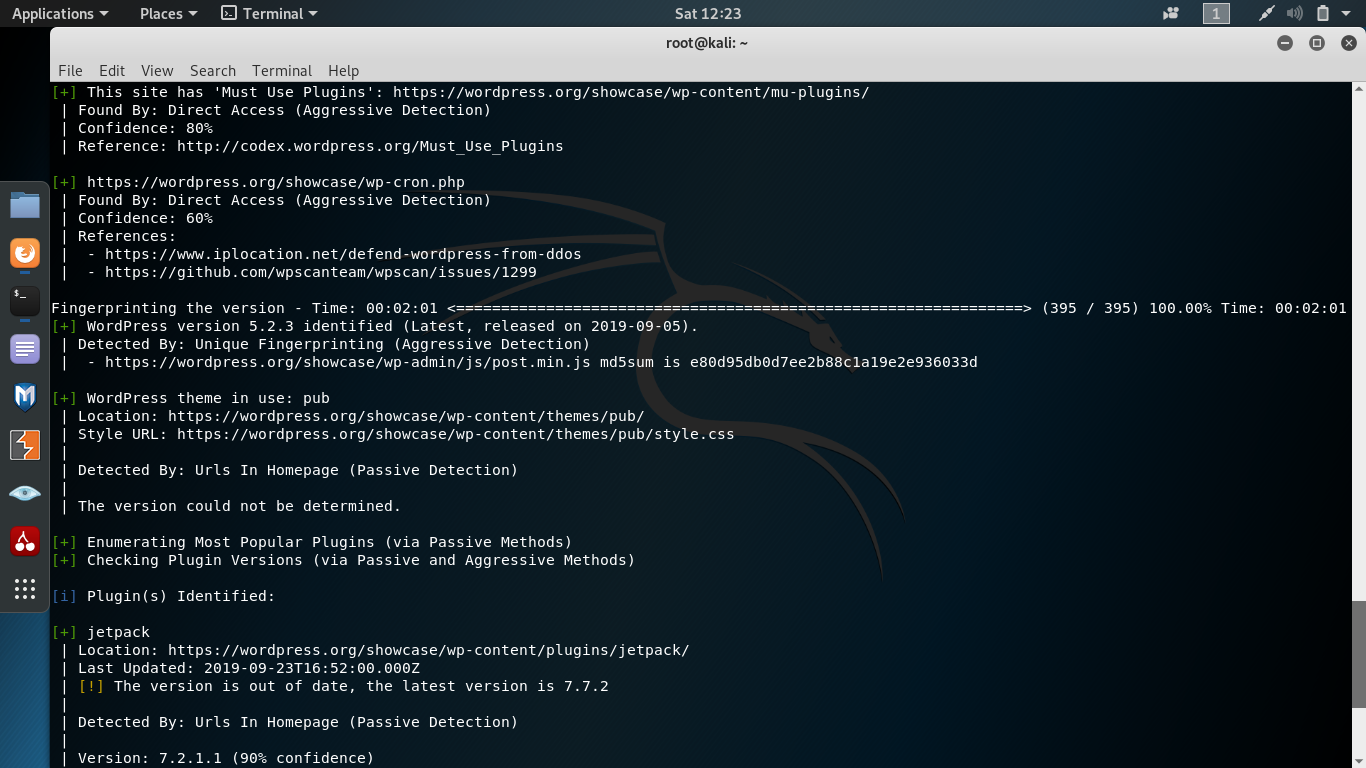 Applications Places Terminal Sat 12:23 1
root@kali: ~
File Edit View Search Terminal Help
[+] This site has 'Must Use Plugins': https://wordpress.org/showcase/wp-content/mu-plugins/
| Found By: Direct Access (Aggressive Detection)
| Confidence: 80%
| Reference: http://codex.wordpress.org/Must_Use_Plugins
[+] https://wordpress.org/showcase/wp-cron.php
| Found By: Direct Access (Aggressive Detection)
| Confidence: 60%
| References:
|  - https://www.iplocation.net/defend-wordpress-from-ddos
|  - https://github.com/wpscanteam/wpscan/issues/1299
Fingerprinting the version - Time: 00:02:01 <===============================================================> (395 / 395) 100.00% Time: 00:02:01
[+] WordPress version 5.2.3 identified (Latest, released on 2019-09-05).
| Detected By: Unique Fingerprinting (Aggressive Detection)
|  - https://wordpress.org/showcase/wp-admin/js/post.min.js md5sum is e80d95db0d7ee2b88c1a19e2e936033d
[+] WordPress theme in use: pub
| Location: https://wordpress.org/showcase/wp-content/themes/pub/
| Style URL: https://wordpress.org/showcase/wp-content/themes/pub/style.css
|
| Detected By: Urls In Homepage (Passive Detection)
|
| The version could not be determined.
[+] Enumerating Most Popular Plugins (via Passive Methods)
[+] Checking Plugin Versions (via Passive and Aggressive Methods)
[i] Plugin(s) Identified:
[+] jetpack
| Location: https://wordpress.org/showcase/wp-content/plugins/jetpack/
| Last Updated: 2019-09-23T16:52:00.000Z
| [!] The version is out of date, the latest version is 7.7.2
|
| Detected By: Urls In Homepage (Passive Detection)
|
| Version: 7.2.1.1 (90% confidence)